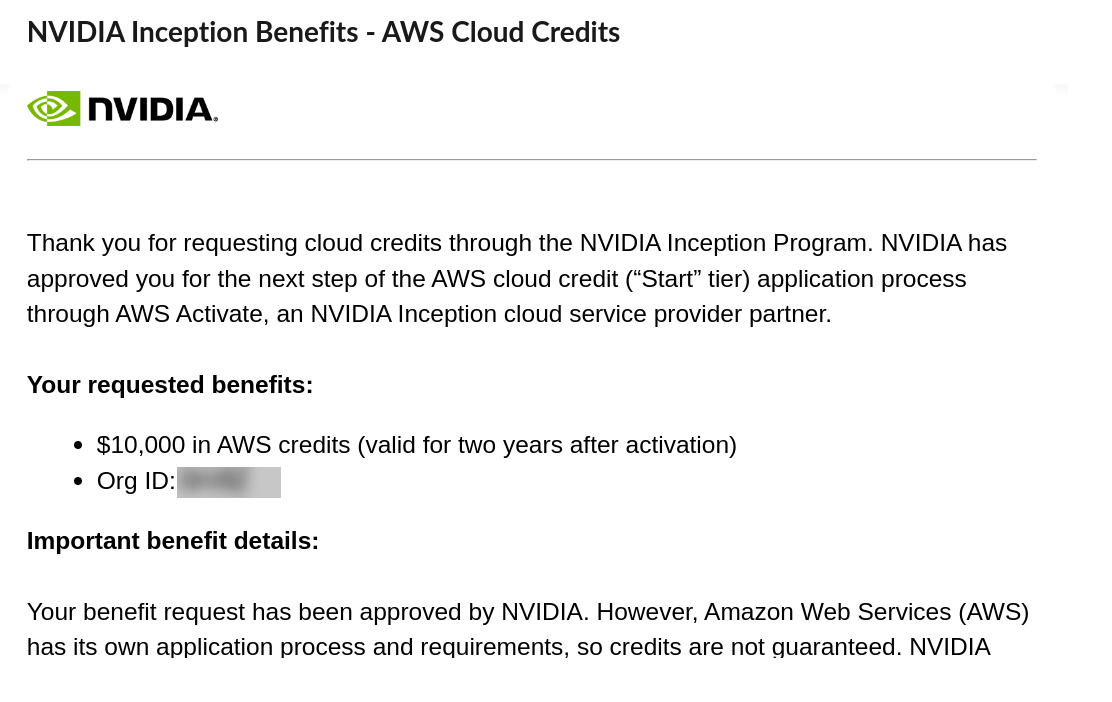 NVIDIA Inception Benefits - AWS Cloud Credits
NVIDIA®
Thank you for requesting cloud credits through the NVIDIA Inception Program. NVIDIA has
approved you for the next step of the AWS cloud credit (“Start” tier) application process
through AWS Activate, an NVIDIA Inception cloud service provider partner.
Your requested benefits:
• $10,000 in AWS credits (valid for two years after activation)
• Org ID:
Important benefit details:
Your benefit request has been approved by NVIDIA. However, Amazon Web Services (AWS)
has its own application process and requirements, so credits are not guaranteed. NVIDIA